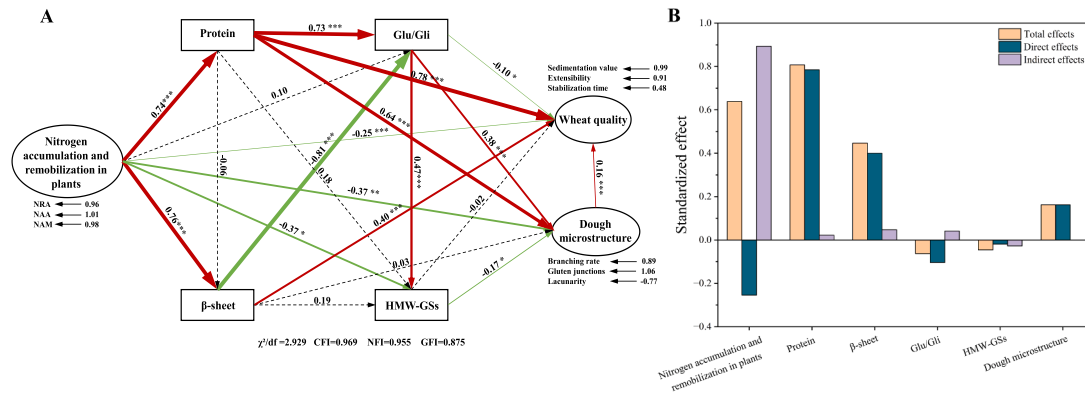 A
Protein
0.73 ***
Glu/Gli
-0.10 *
Sedimentation value 0.99
Extensibility 0.91
Stabilization time 0.48
0.78 ***
Wheat quality
0.74***
0.10
0.64 ***
-0.25 ***
0.38 ***
Nitrogen
accumulation and
remobilization in
plants
-0.06
-0.81 ***
0.18
0.47***
0.16 ***
NRA 0.96
NAA 1.01
NAM 0.98
-0.37 **
-0.02
0.76***
-0.37 *
0.40 ***
Dough
microstructure
0.03
-0.17 *
Branching rate 0.89
Gluten junctions 1.06
Lacunarity -0.77
β-sheet
0.19
HMW-GSs
χ²/df =2.929 CFI=0.969 NFI=0.955 GFI=0.875
B
Standardized effect
1.0
0.8
0.6
0.4
0.2
0.0
-0.2
-0.4
Total effects
Direct effects
Indirect effects
Nitrogen accumulation and
remobilization in plants
Protein
β-sheet
Glu/Gli
HMW-GSs
Dough microstructure